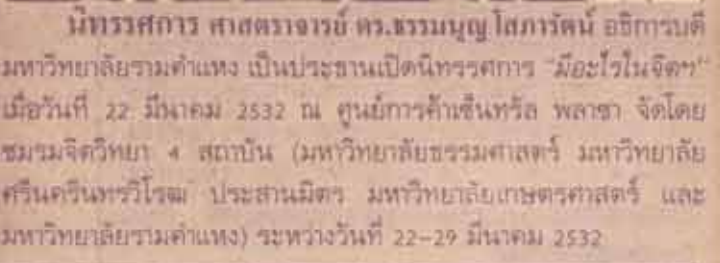 นิทรรศการ ศาสตราจารย์ ดร.ธรรมนูญ โสภารัตน์ อธิการบดี
มหาวิทยาลัยรามคำแหง เป็นประธานเปิดนิทรรศการ "มีอะไรในจิตฯ"
เมื่อวันที่ 22 มีนาคม 2532 ณ ศูนย์การค้าเซ็นทรัล พลาซา จัดโดย
ชมรมจิตวิทยา 4 สถาบัน (มหาวิทยาลัยธรรมศาสตร์ มหาวิทยาลัย
ศรีนครินทรวิโรฒ ประสานมิตร มหาวิทยาลัยเกษตรศาสตร์ และ
มหาวิทยาลัยรามคำแหง) ระหว่างวันที่ 22-29 มีนาคม 2532